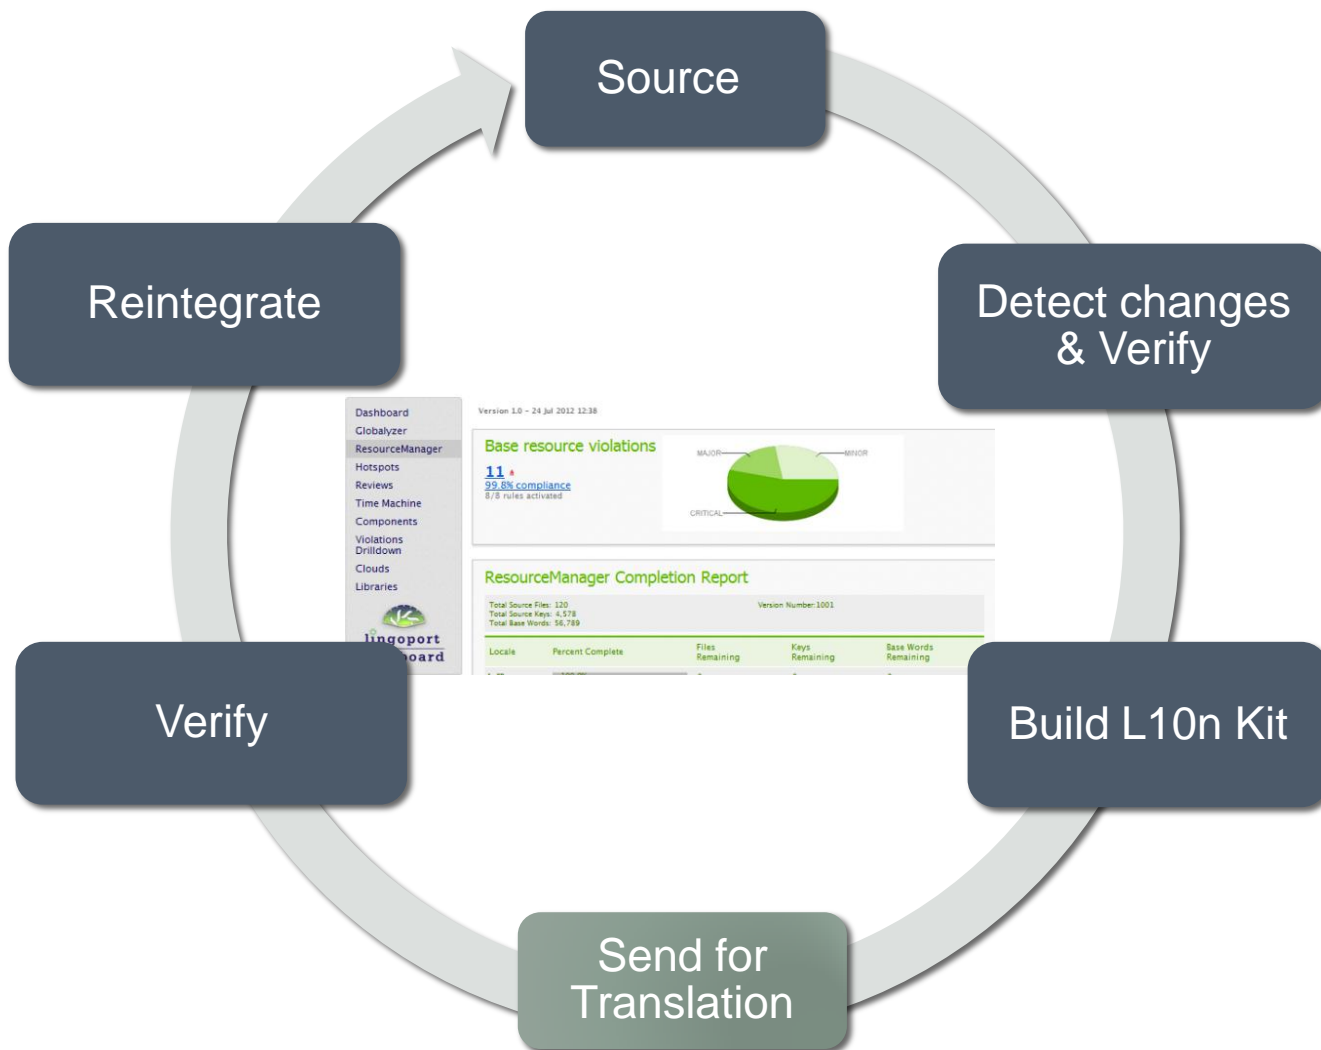 Source
Reintegrate
Detect changes
& Verify
Dashboard
Globalyzer
ResourceManager
Hotspots
Reviews
Time Machine
Components
Violations
Drilldown
Clouds
Libraries
lingoport
Version 1.0 - 24 Jul 2012 12:38
Base resource violations
11
99.8% compliance
8/8 rules activated
MAJOR
MINOR
CRITICAL
ResourceManager Completion Report
Total Source Files: 120
Version Number:1001
Total Source Keys: 4,578
Total Base Words: 56,789
Locale
Percent Complete
Files
Remaining
Keys
Remaining
Base Words
Remaining
Verify
Build L10n Kit
Send for
Translation